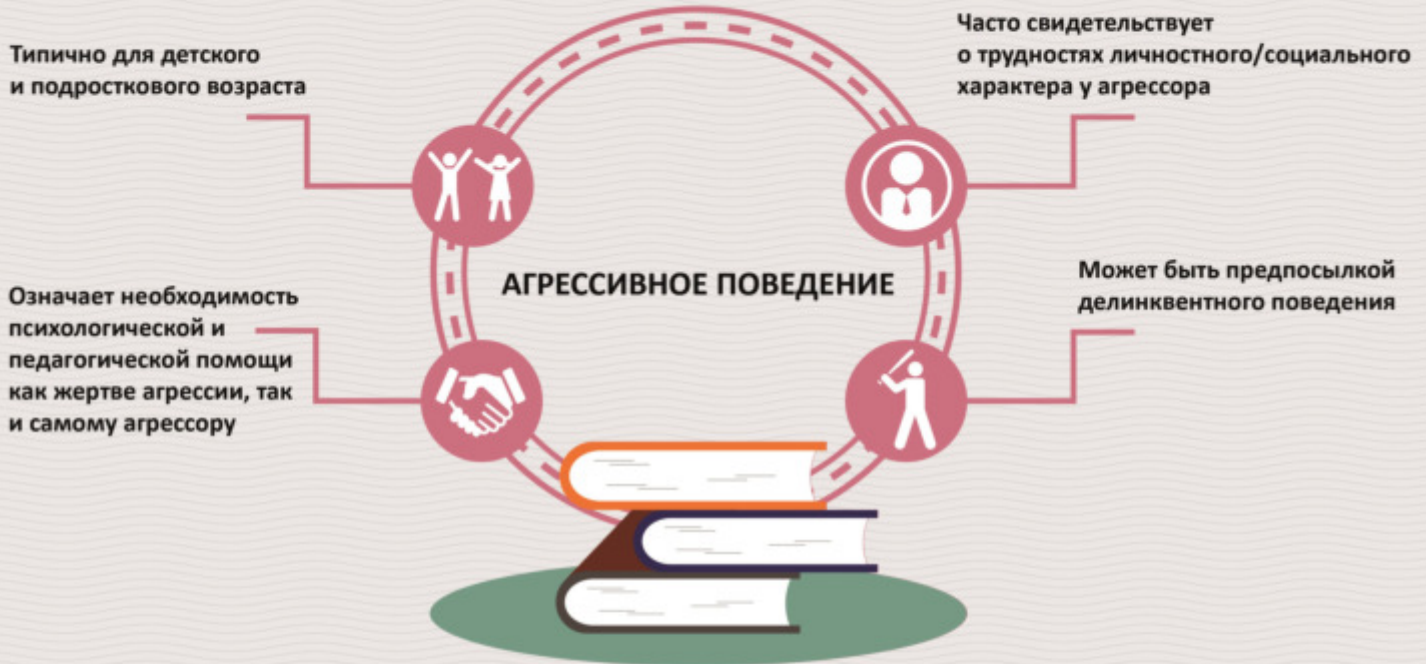 Типично для детского
и подросткового возраста
Часто свидетельствует
о трудностях личностного/социального
характера у агрессора
АГРЕССИВНОЕ ПОВЕДЕНИЕ
Означает необходимость
психологической и
педагогической помощи
как жертве агрессии, так
и самому агрессору
Может быть предпосылкой
делинквентного поведения